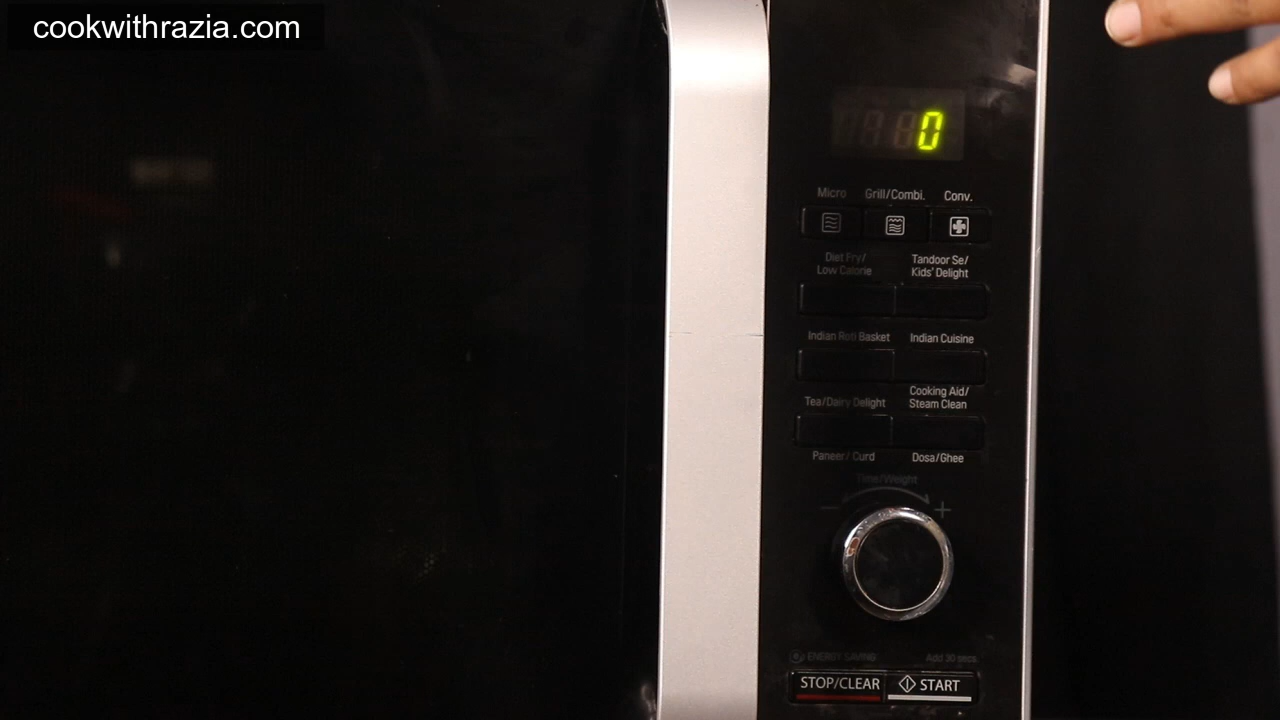 cookwithrazia.com
0
Micro Grill/Combi. Conv.
Diet Fry/
Low Calorie
Tandoor Se/
Kids' Delight
Indian Roti Basket Indian Cuisine
Tea/Dairy Delight
Cooking Aid/
Steam Clean
Paneer/Curd Dosa/Ghee
Time/Weight
− +
ENERGY SAVING Add 30 secs
STOP/CLEAR START